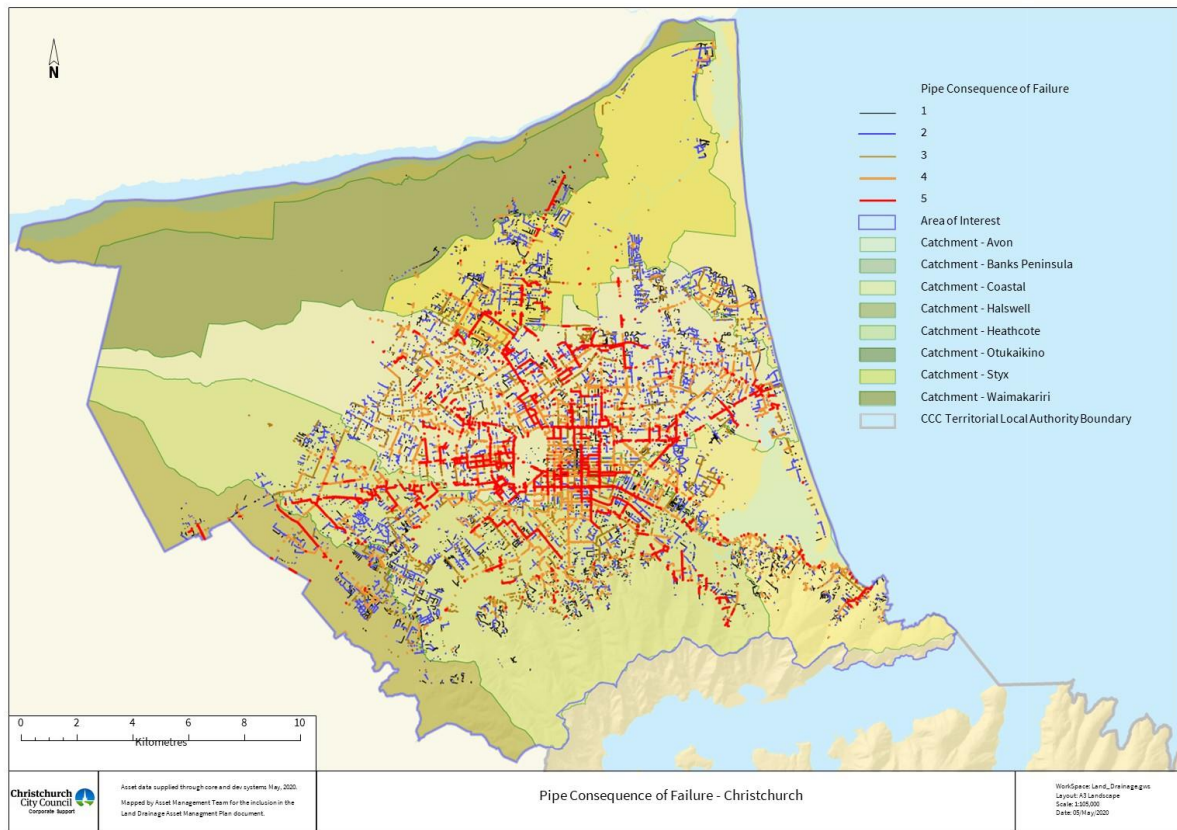 N
Pipe Consequence of Failure
1
2
3
4
5
Area of Interest
Catchment - Avon
Catchment - Banks Peninsula
Catchment - Coastal
Catchment - Halswell
Catchment - Heathcote
Catchment - Otukaikino
Catchment - Styx
Catchment - Waimakariri
CCC Territorial Local Authority Boundary
0 2 4 6 8 10
Kilometres
Christchurch
City Council
Corporate Support
Asset data supplied through core and dev systems May, 2020.
Mapped by Asset Management Team for the inclusion in the
Land Drainage Asset Managment Plan document.
Pipe Consequence of Failure - Christchurch
WorkSpace: Land_Drainage.gws
Layout: A3 Landscape
Scale: 1:105,000
Date: 05/May/2020